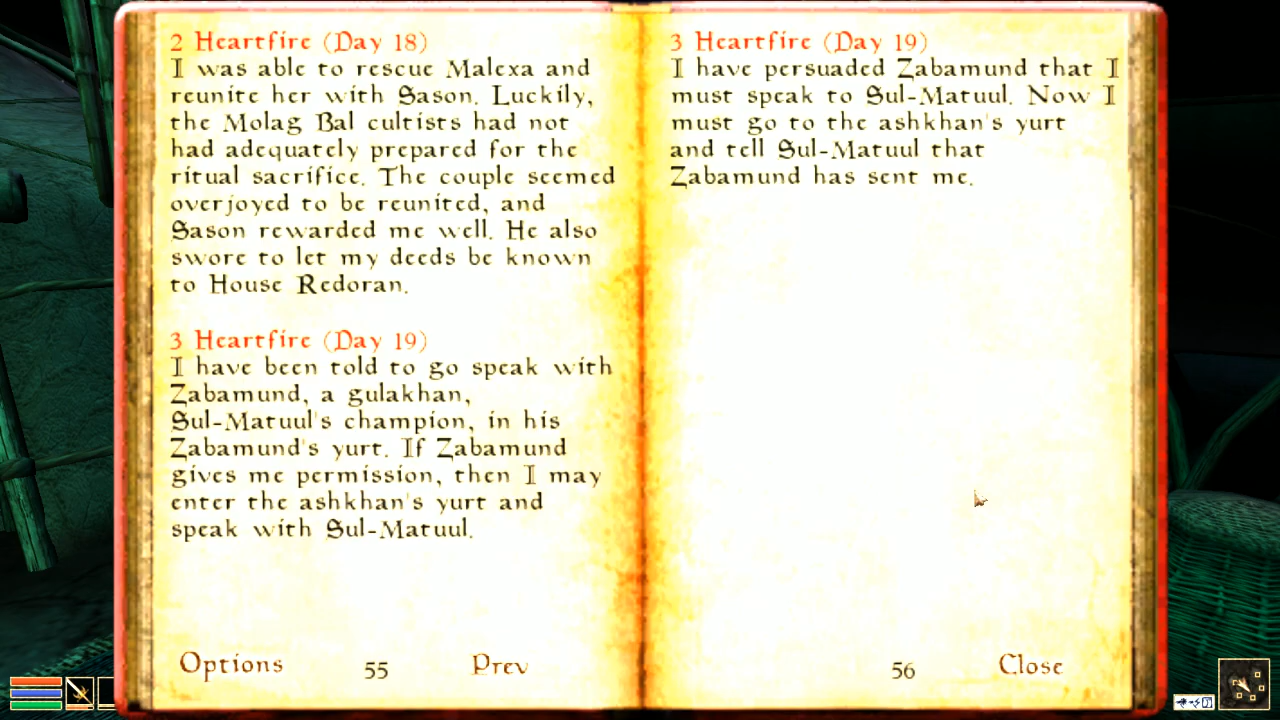 2 Heartfire (Day 18)
I was able to rescue Malexa and
reunite her with Sason. Luckily,
the Molag Bal cultists had not
had adequately prepared for the
ritual sacrifice. The couple seemed
overjoyed to be reunited, and
Sason rewarded me well. He also
swore to let my deeds be known
to House Redoran.
3 Heartfire (Day 19)
I have been told to go speak with
Zabamund, a gulakhan,
Sul-Matuul's champion, in his
Zabamund's yurt. If Zabamund
gives me permission, then I may
enter the ashkhan's yurt and
speak with Sul-Matuul.
3 Heartfire (Day 19)
I have persuaded Zabamund that I
must speak to Sul-Matuul. Now I
must go to the ashkhan's yurt
and tell Sul-Matuul that
Zabamund has sent me.
Options 55 Prev 56 Close